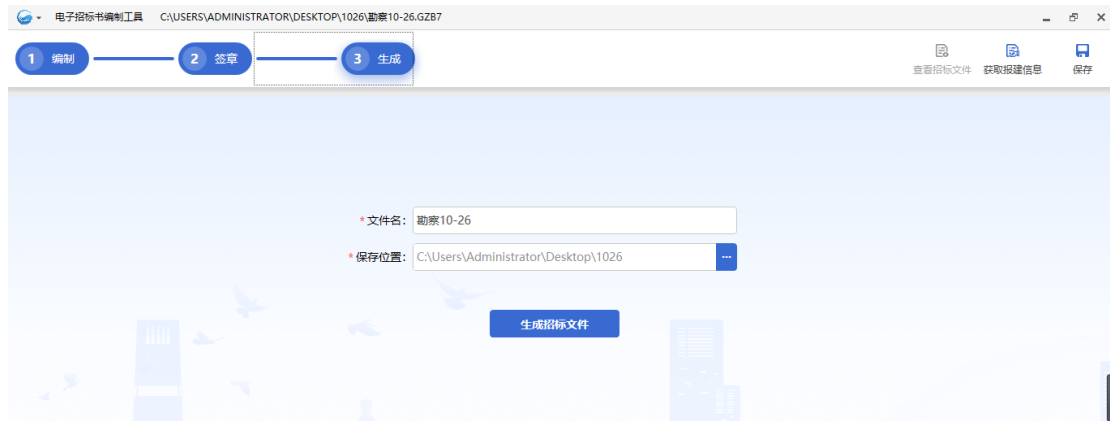 电子招标书编制工具 C:\USERS\ADMINISTRATOR\DESKTOP\1026\勘察10-26.GZB7
1 编制 2 签章 3 生成
查看招标文件 获取报建信息 保存
*文件名: 勘察10-26
*保存位置: C:\Users\Administrator\Desktop\1026 ...
生成招标文件